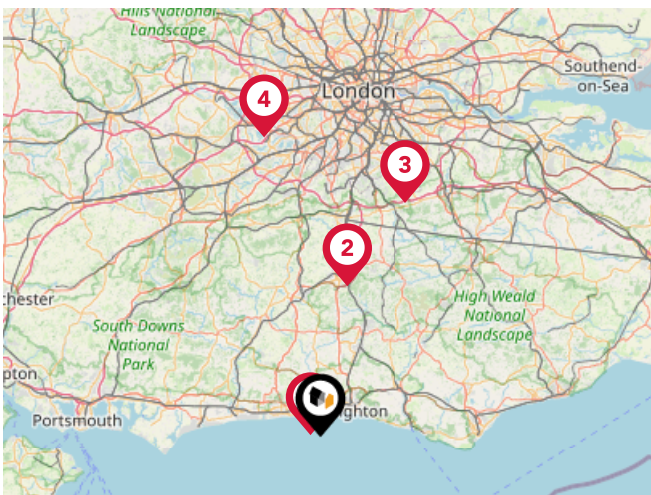 Hills National
Landscape
4
London
Southend-
on-Sea
3
2
chester
High Weald
National
Landscape
South Downs
National
Park
pton
Portsmouth
ghton